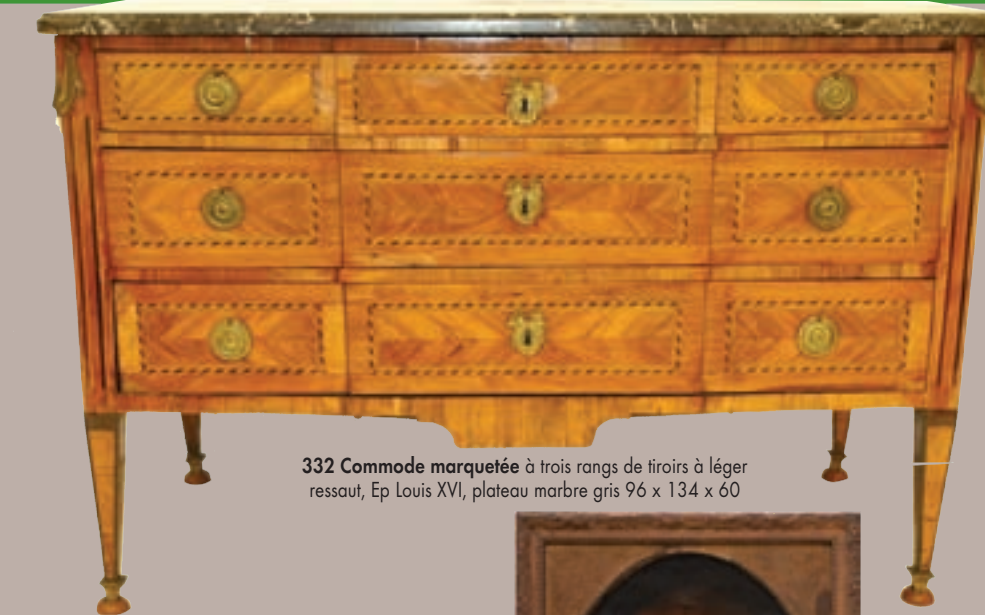 332 Commode marquetée à trois rangs de tiroirs à léger
ressaut, Ep Louis XVI, plateau marbre gris 96 x 134 x 60